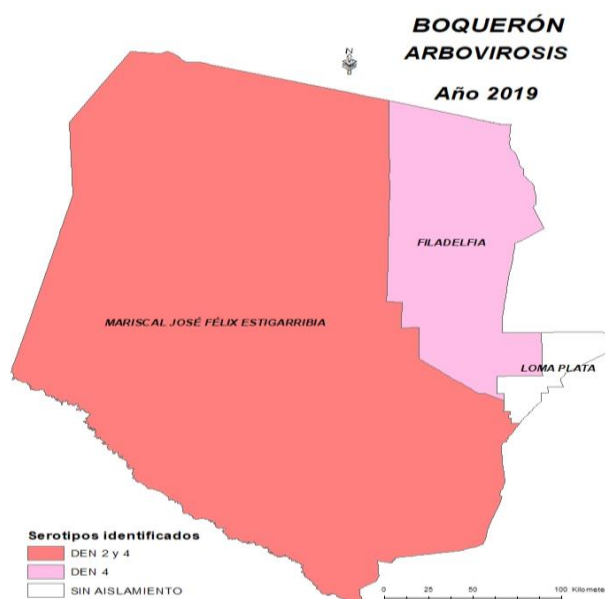 BOQUERÓN
ARBOVIROSIS
Año 2019
FILADELFIA
MARISCAL JOSÉ FÉLIX ESTIGARRIBIA
LOMA PLATA
Serotipos identificados
DEN 2 y 4
DEN 4
SIN AISLAMIENTO
0 25 50 100 Kilomete